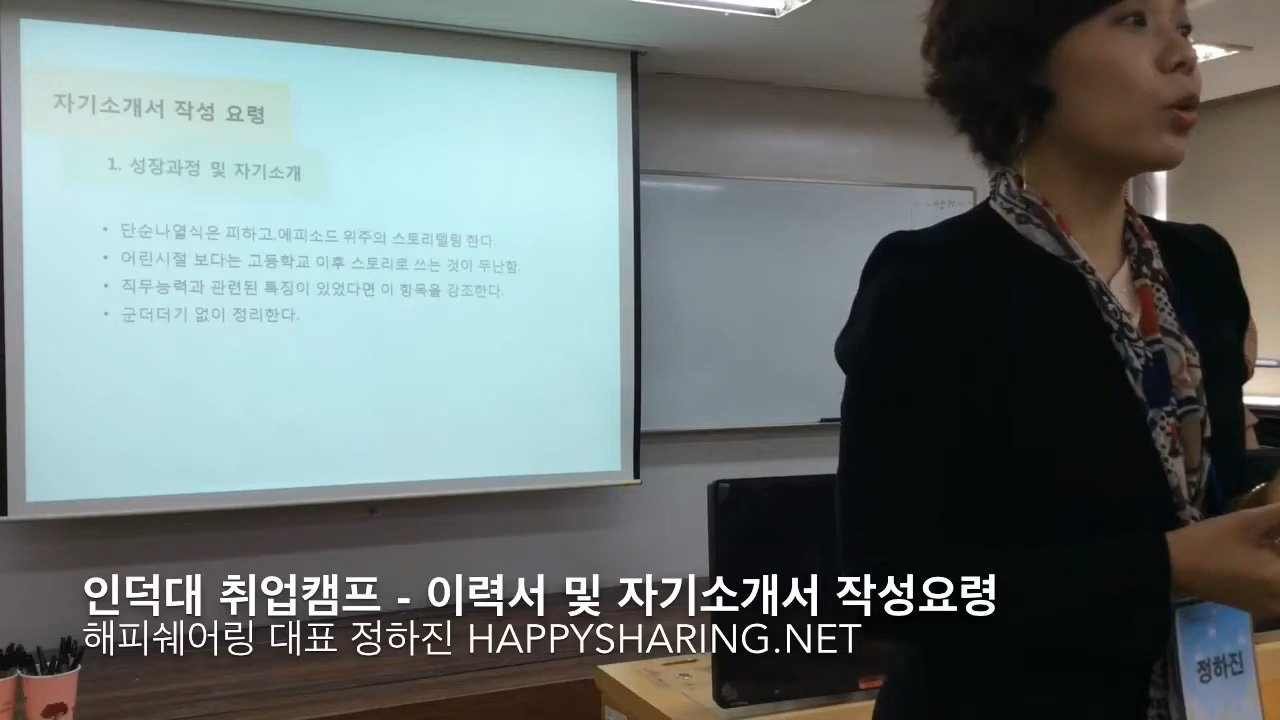 자기소개서 작성 요령
1. 성장과정 및 자기소개
• 단순나열식은 피하고,에피소드 위주의 스토리텔링 한다.
• 어린시절 보다는 고등학교 이후 스토리로 쓰는 것이 무난함.
• 직무능력과 관련된 특징이 있었다면 이 항목을 강조한다.
• 군더더기 없이 정리한다.
인덕대 취업캠프 - 이력서 및 자기소개서 작성요령
해피쉐어링 대표 정하진 HAPPYSHARING.NET
정하진